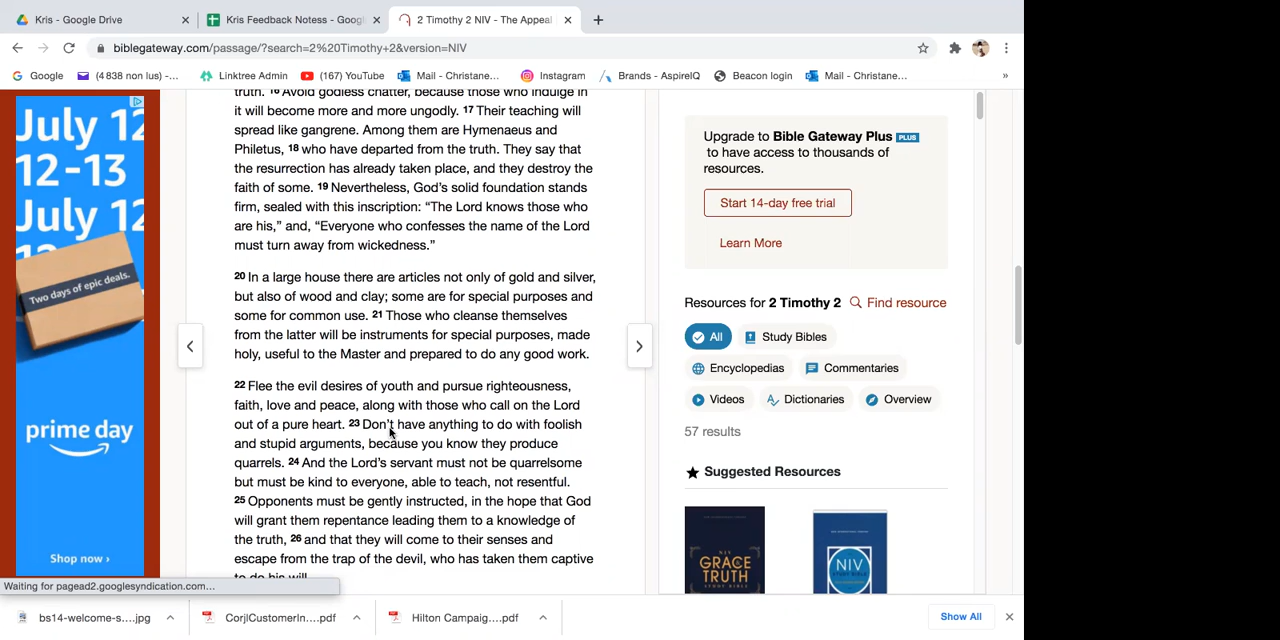 Kris - Google Drive
Kris Feedback Notess - Goog
2 Timothy 2 NIV - The Appeal
biblegateway.com/passage/?search=2%20Timothy+2&version=NIV
Google
(4 838 non lus) -...
Linktree Admin
(167) YouTube
Mail - Christane...
Instagram
Brands - AspireIQ
Beacon login
Mail - Christane...
»
July 12
12-13
July 12
Two days of epic deals.
prime day
Shop now ›
truth. 16 Avoid godless chatter, because those who indulge in
it will become more and more ungodly. 17 Their teaching will
spread like gangrene. Among them are Hymenaeus and
Philetus, 18 who have departed from the truth. They say that
the resurrection has already taken place, and they destroy the
faith of some. 19 Nevertheless, God’s solid foundation stands
firm, sealed with this inscription: “The Lord knows those who
are his,” and, “Everyone who confesses the name of the Lord
must turn away from wickedness.”
20 In a large house there are articles not only of gold and silver,
but also of wood and clay; some are for special purposes and
some for common use. 21 Those who cleanse themselves
from the latter will be instruments for special purposes, made
holy, useful to the Master and prepared to do any good work.
22 Flee the evil desires of youth and pursue righteousness,
faith, love and peace, along with those who call on the Lord
out of a pure heart. 23 Don’t have anything to do with foolish
and stupid arguments, because you know they produce
quarrels. 24 And the Lord’s servant must not be quarrelsome
but must be kind to everyone, able to teach, not resentful.
25 Opponents must be gently instructed, in the hope that God
will grant them repentance leading them to a knowledge of
the truth, 26 and that they will come to their senses and
escape from the trap of the devil, who has taken them captive
to do his will.
Upgrade to Bible Gateway Plus PLUS
to have access to thousands of
resources.
Start 14-day free trial
Learn More
Resources for 2 Timothy 2
Find resource
All
Study Bibles
Encyclopedias
Commentaries
Videos
Dictionaries
Overview
57 results
Suggested Resources
NIV
GRACE
TRUTH
NIV
Waiting for pagead2.googlesyndication.com...
bs14-welcome-s....jpg
CorjlCustomerIn....pdf
Hilton Campaig....pdf
Show All